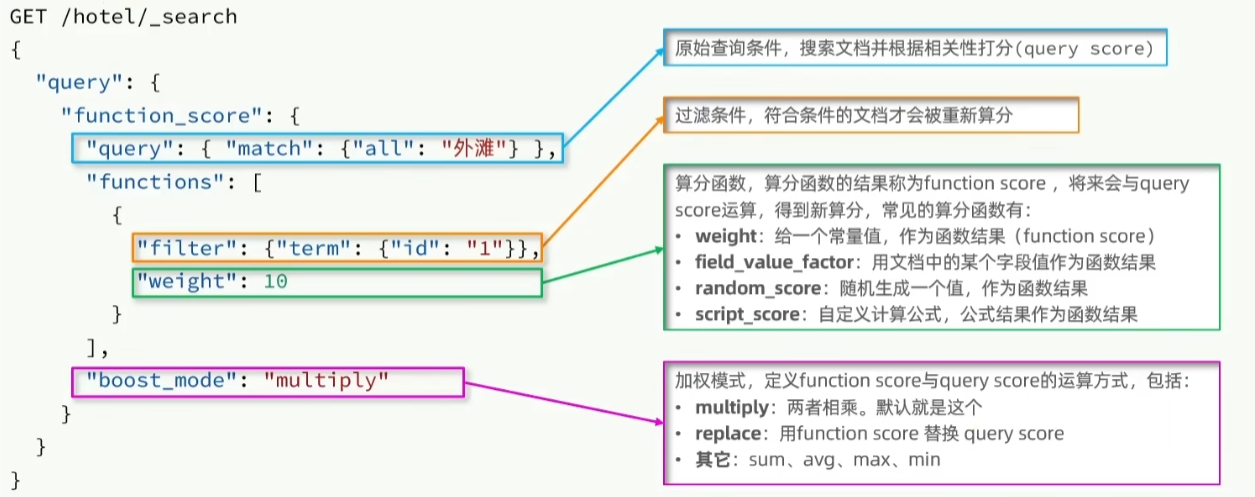 GET /hotel/_search
{
"query": {
"function_score": {
"query": { "match": {"all": "外滩"} },
"functions": [
{
"filter": {"term": {"id": "1"}},
"weight": 10
}
],
"boost_mode": "multiply"
}
}
}
原始查询条件，搜索文档并根据相关性打分(query score)
过滤条件，符合条件的文档才会被重新算分
算分函数，算分函数的结果称为function score ，将来会与query
score运算，得到新算分，常见的算分函数有：
• weight：给一个常量值，作为函数结果（function score）
• field_value_factor：用文档中的某个字段值作为函数结果
• random_score：随机生成一个值，作为函数结果
• script_score：自定义计算公式，公式结果作为函数结果
加权模式，定义function score与query score的运算方式，包括：
• multiply：两者相乘。默认就是这个
• replace：用function score 替换 query score
• 其它：sum、avg、max、min